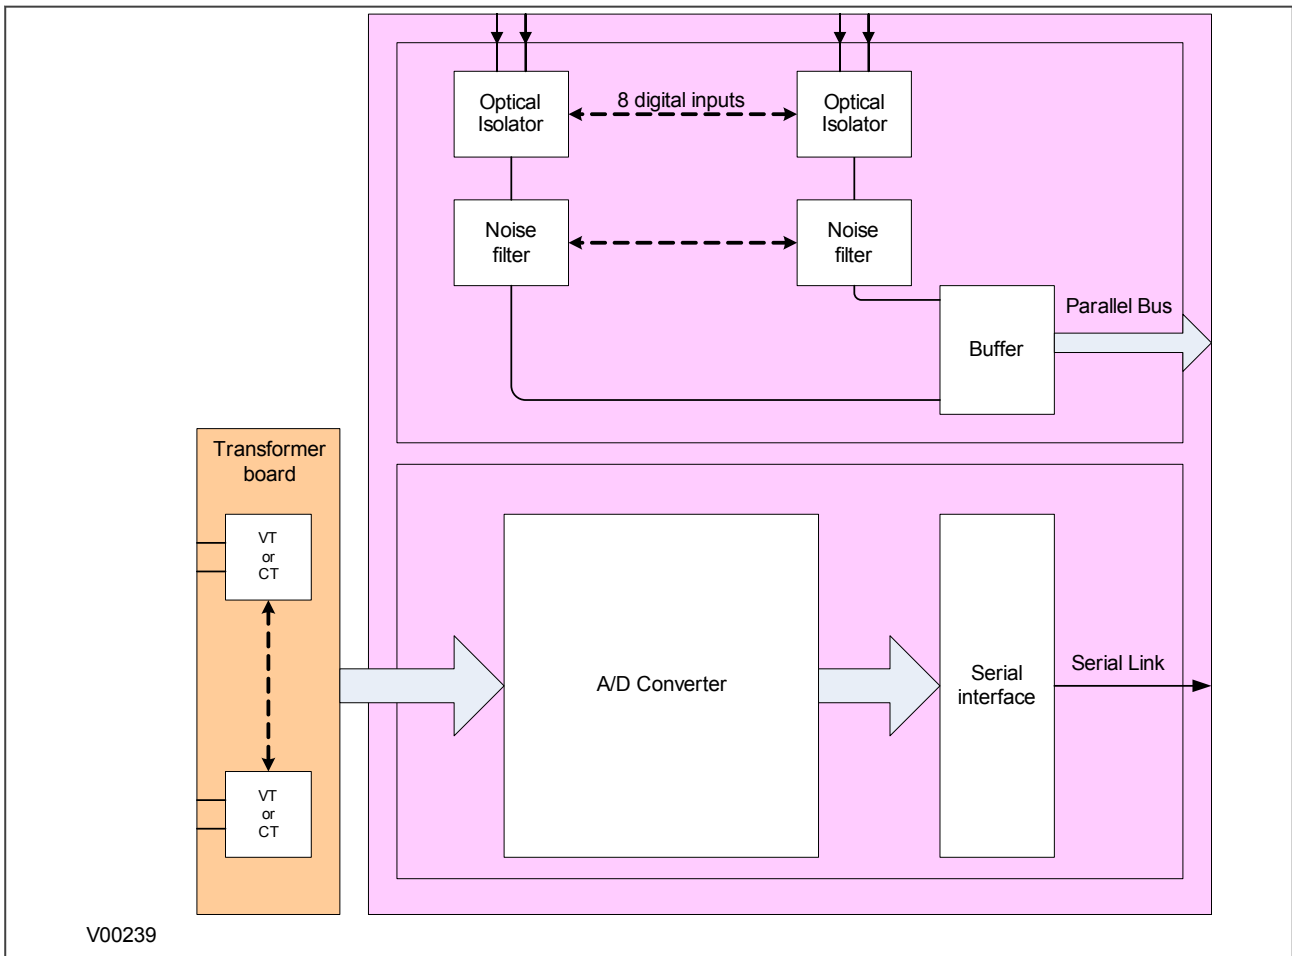 Optical
Isolator
8 digital inputs
Optical
Isolator
Noise
filter
Noise
filter
Parallel Bus
Buffer
Transformer
board
VT
or
CT
A/D Converter
Serial
interface
Serial Link
VT
or
CT
V00239